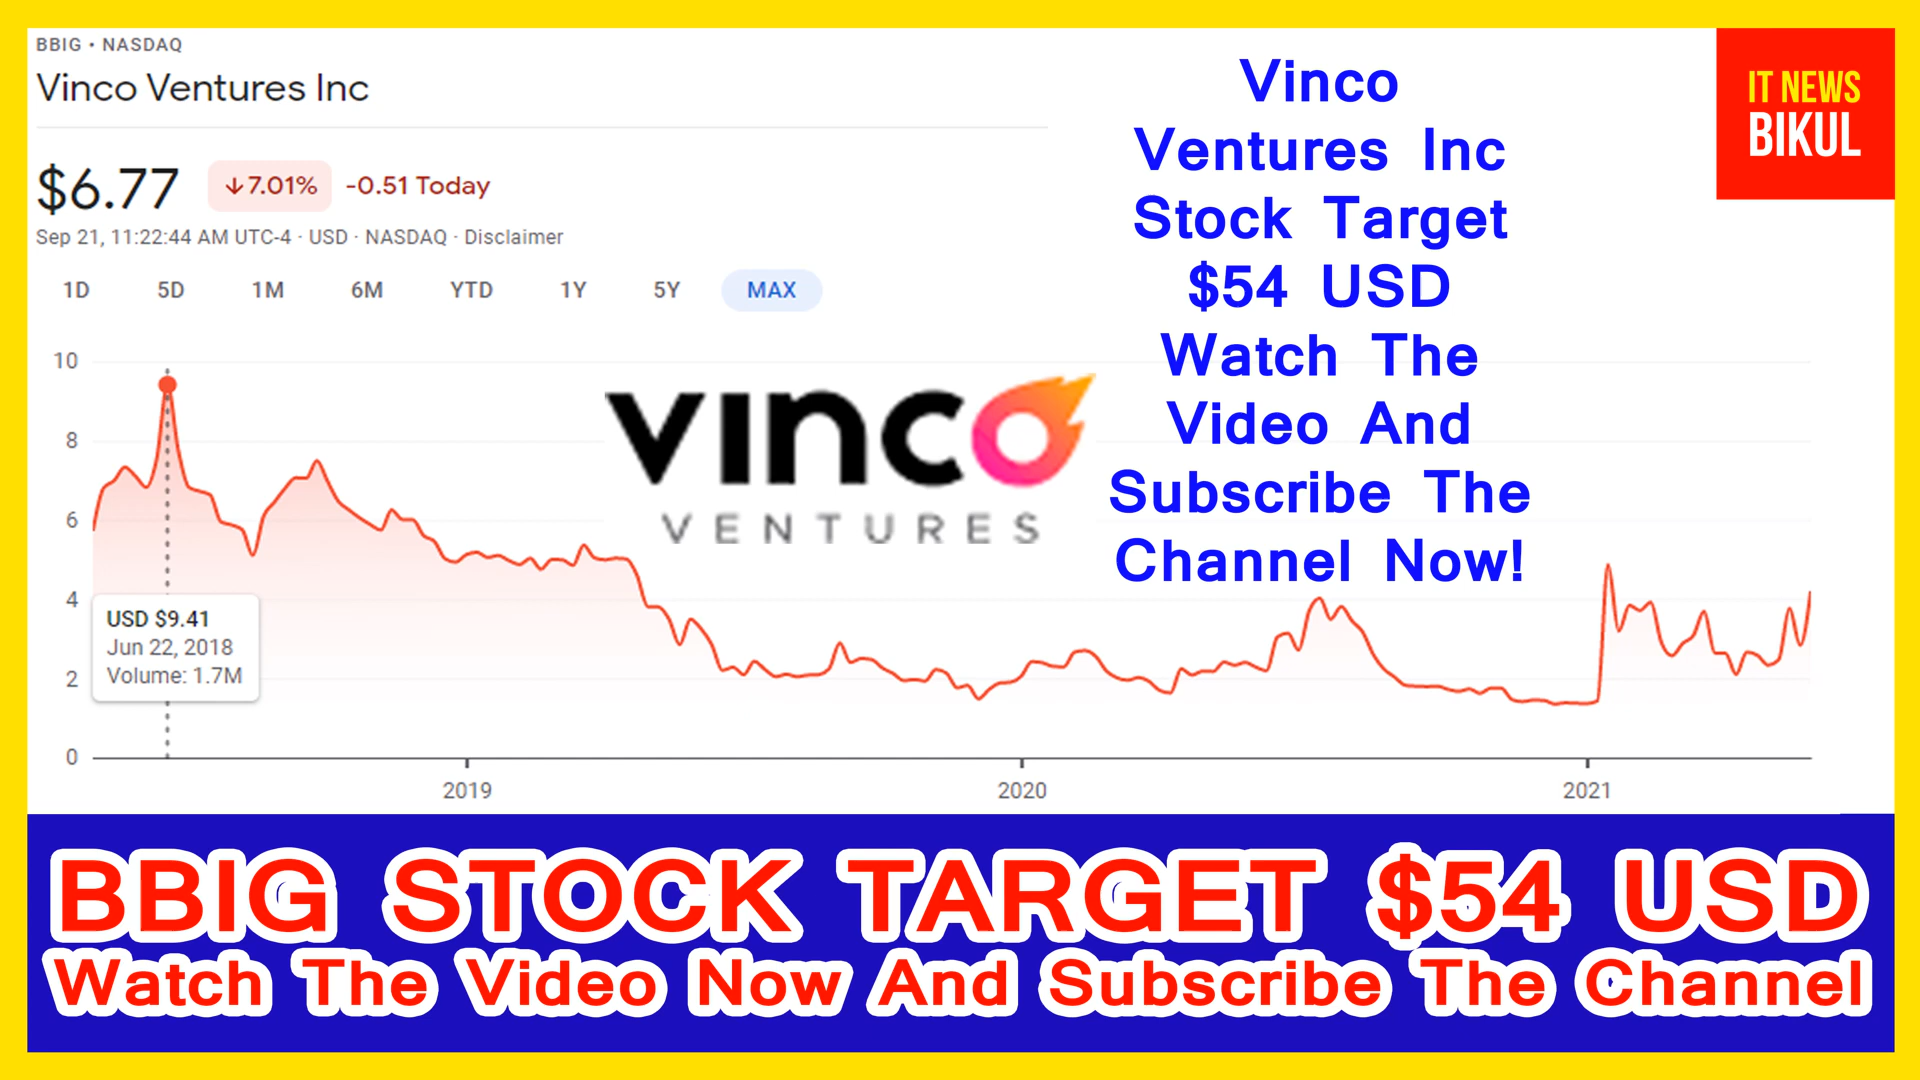 BBIG • NASDAQ
Vinco Ventures Inc
$6.77 ↓7.01% -0.51 Today
Sep 21, 11:22:44 AM UTC-4 · USD · NASDAQ · Disclaimer
1D 5D 1M 6M YTD 1Y 5Y MAX
Vinco
Ventures Inc
Stock Target
$54 USD
Watch The
Video And
Subscribe The
Channel Now!
IT NEWS
BIKUL
vinco
VENTURES
10
8
6
4
2
0
USD $9.41
Jun 22, 2018
Volume: 1.7M
2019 2020 2021
BBIG STOCK TARGET $54 USD
Watch The Video Now And Subscribe The Channel